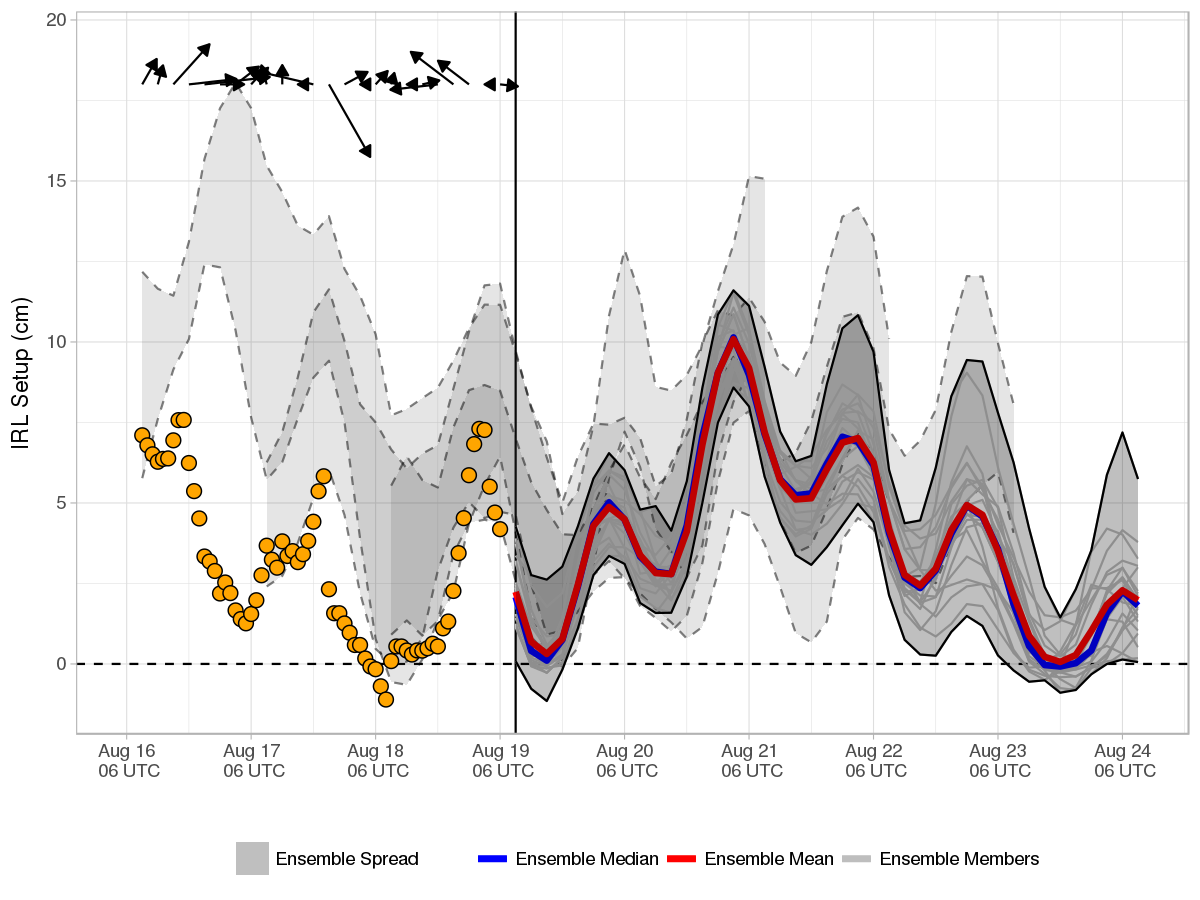 20
15
10
5
0
IRL Setup (cm)
Aug 16 Aug 17 Aug 18 Aug 19 Aug 20 Aug 21 Aug 22 Aug 23 Aug 24
06 UTC 06 UTC 06 UTC 06 UTC 06 UTC 06 UTC 06 UTC 06 UTC 06 UTC
Ensemble Spread Ensemble Median Ensemble Mean Ensemble Members